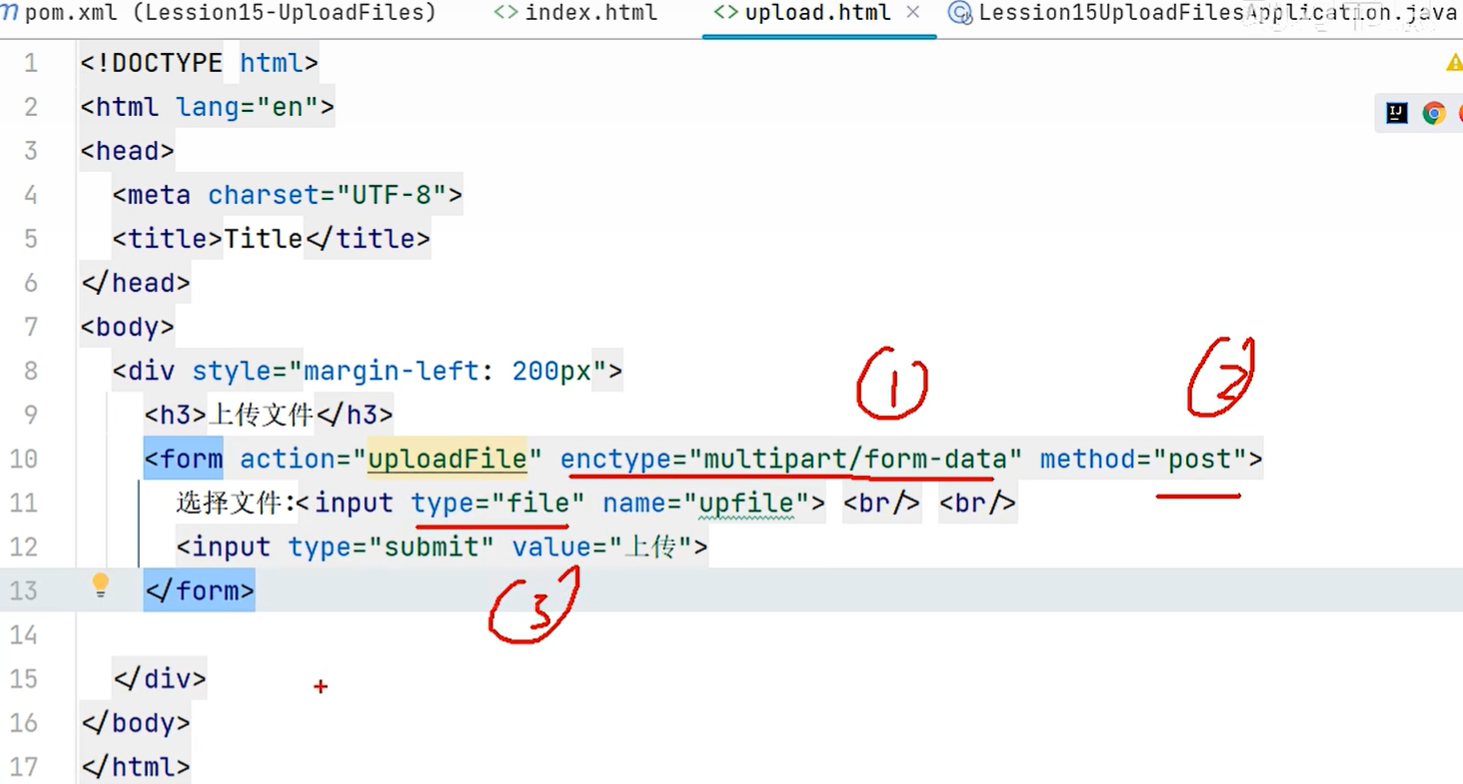 pom.xml (Lession15-UploadFiles) index.html upload.html Lession15UploadFilesApplication.java
1 <!DOCTYPE html>
2 <html lang="en">
3 <head>
4 <meta charset="UTF-8">
5 <title>Title</title>
6 </head>
7 <body>
① ②
8 <div style="margin-left: 200px">
9 <h3>上传文件</h3>
10 <form action="uploadFile" enctype="multipart/form-data" method="post">
11 选择文件:<input type="file" name="upfile"> <br/> <br/>
12 <input type="submit" value="上传">
13 </form>
③
14
15 </div>
16 </body>
17 </html>